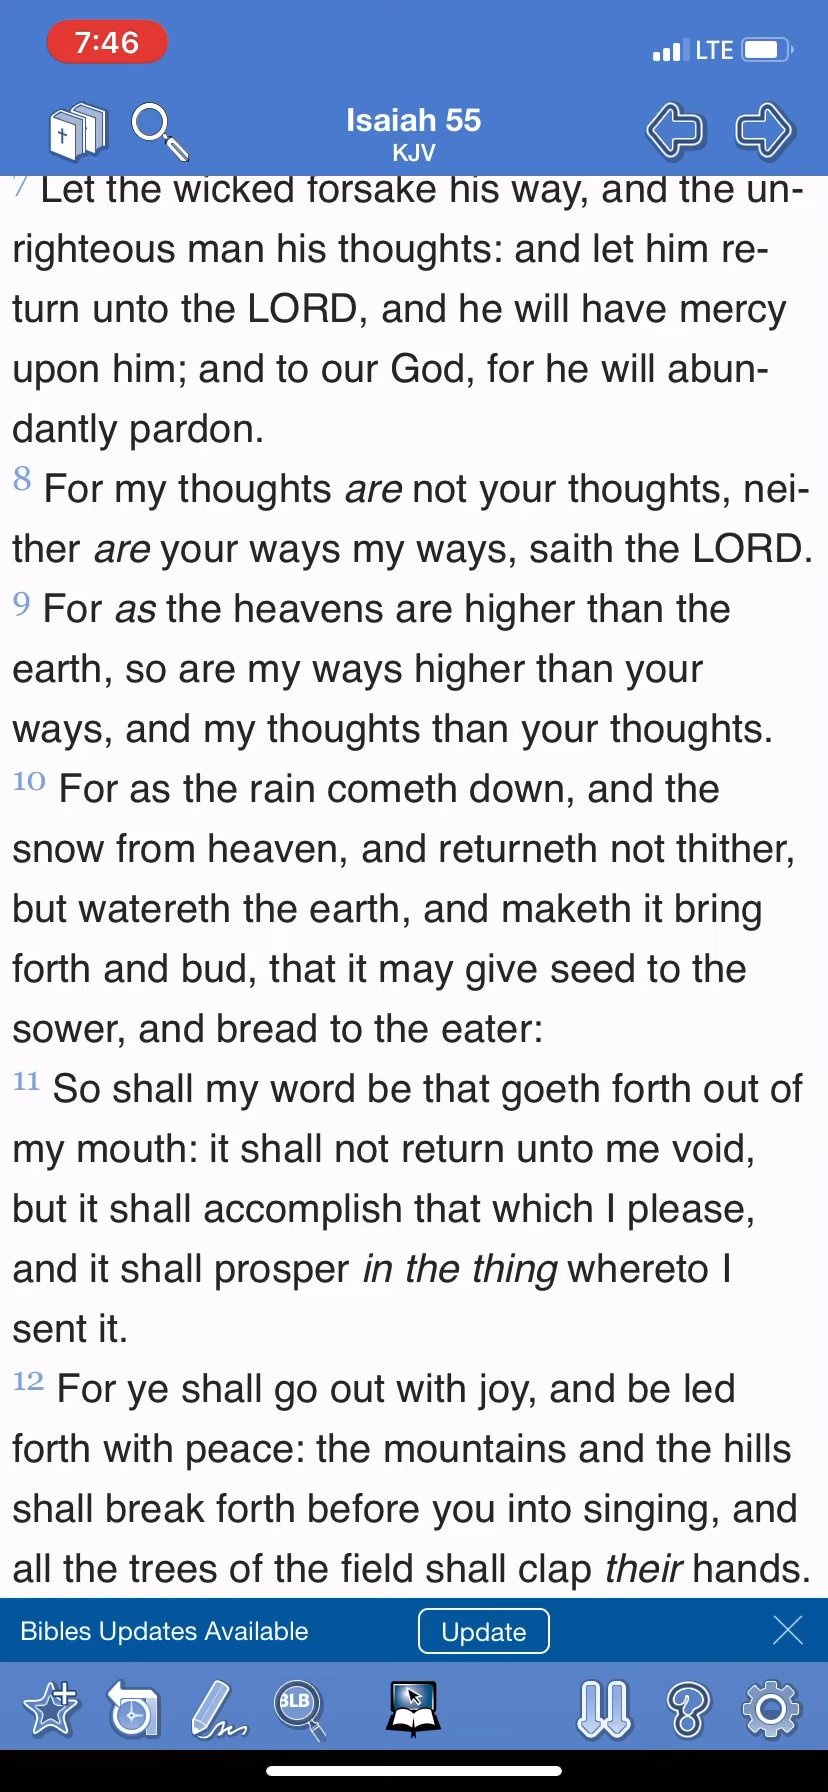 7:46
LTE
Isaiah 55
KJV
7 Let the wicked forsake his way, and the un-
righteous man his thoughts: and let him re-
turn unto the LORD, and he will have mercy
upon him; and to our God, for he will abun-
dantly pardon.
8 For my thoughts are not your thoughts, nei-
ther are your ways my ways, saith the LORD.
9 For as the heavens are higher than the
earth, so are my ways higher than your
ways, and my thoughts than your thoughts.
10 For as the rain cometh down, and the
snow from heaven, and returneth not thither,
but watereth the earth, and maketh it bring
forth and bud, that it may give seed to the
sower, and bread to the eater:
11 So shall my word be that goeth forth out of
my mouth: it shall not return unto me void,
but it shall accomplish that which I please,
and it shall prosper in the thing whereto I
sent it.
12 For ye shall go out with joy, and be led
forth with peace: the mountains and the hills
shall break forth before you into singing, and
all the trees of the field shall clap their hands.
Bibles Updates Available
Update
BLB